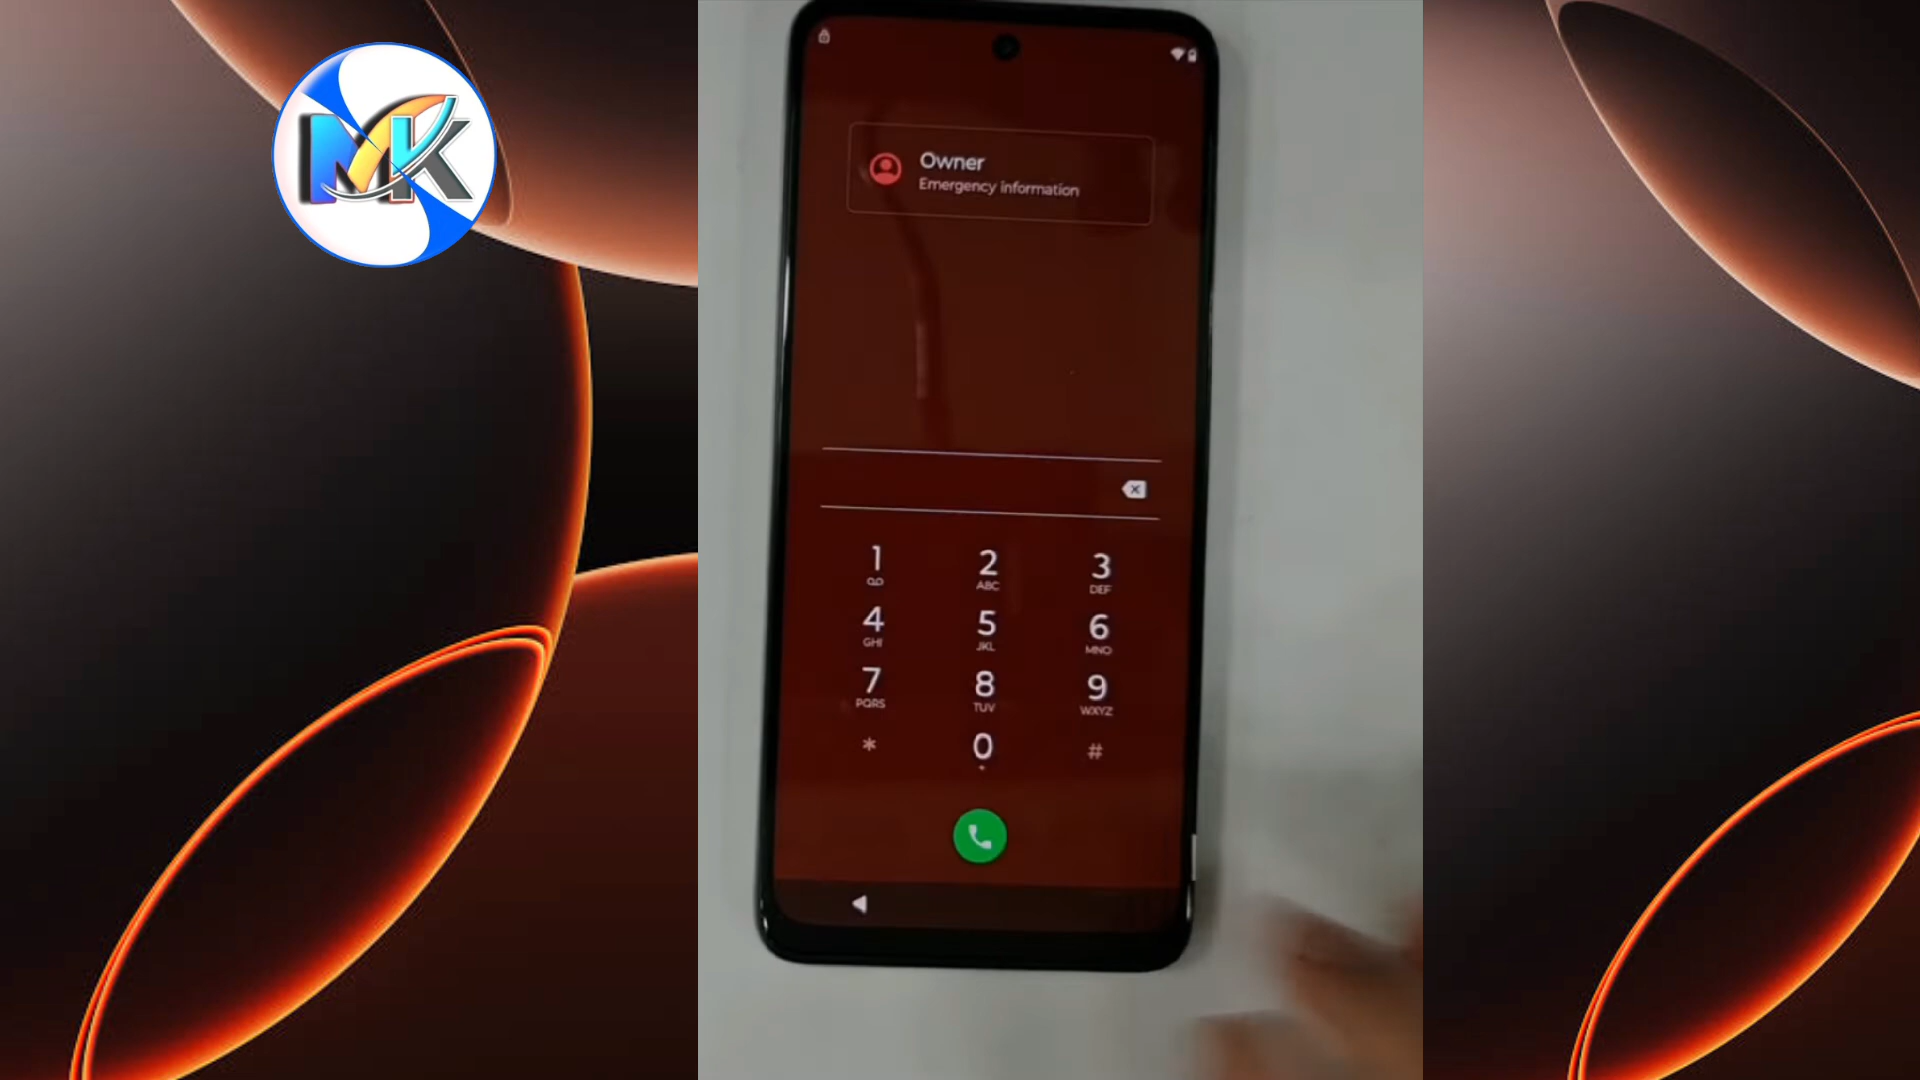 MK
Owner
Emergency information
1 2 3
ABC DEF
4 5 6
GHI JKL MNO
7 8 9
PQRS TUV WXYZ
* 0 #
+